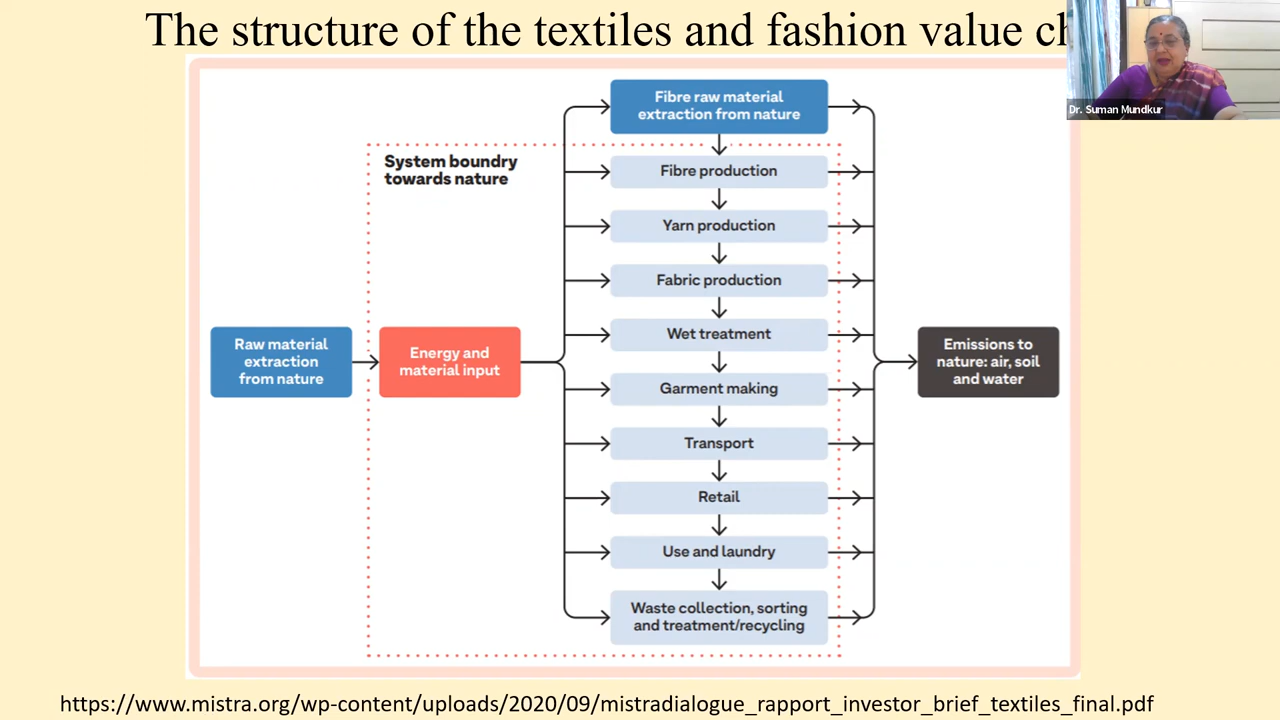 The structure of the textiles and fashion value ch
Dr. Suman Mundkur
Fibre raw material
extraction from nature
System boundry
towards nature
Fibre production
Yarn production
Fabric production
Wet treatment
Raw material
extraction
from nature
Energy and
material input
Emissions to
nature: air, soil
and water
Garment making
Transport
Retail
Use and laundry
Waste collection, sorting
and treatment/recycling
https://www.mistra.org/wp-content/uploads/2020/09/mistradialogue_rapport_investor_brief_textiles_final.pdf